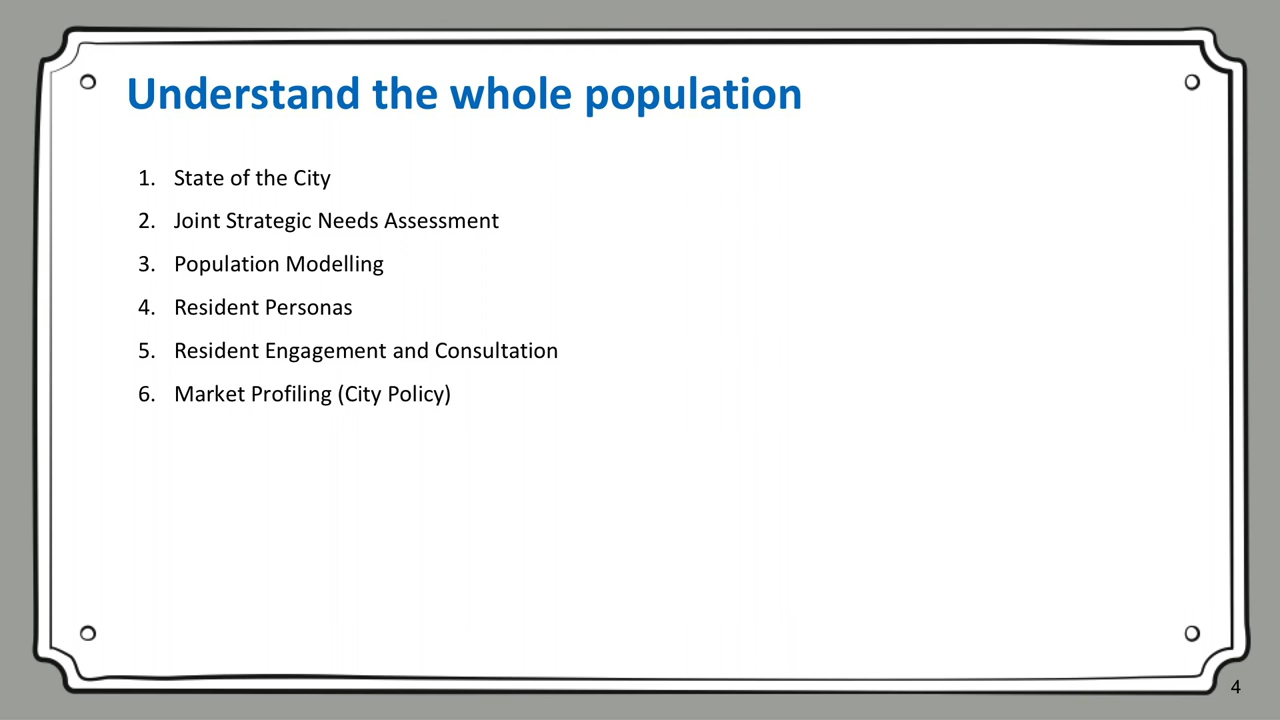 Understand the whole population
1. State of the City
2. Joint Strategic Needs Assessment
3. Population Modelling
4. Resident Personas
5. Resident Engagement and Consultation
6. Market Profiling (City Policy)
4